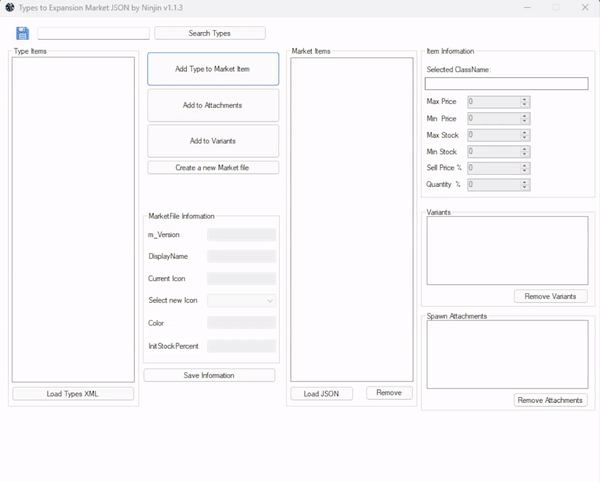 Types to Expansion Market JSON by Ninjin v1.1.3
Search Types
Type Items
Load Types XML
Add Type to Market Item
Add to Attachments
Add to Variants
Create a new Market file
MarketFile Information
m_Version
DisplayName
Current Icon
Select new Icon
Color
InitStockPercent
Save Information
Market Items
Load JSON
Remove
Item Information
Selected ClassName:
Max Price 0
Min Price 0
Max Stock 0
Min Stock 0
Sell Price % 0
Quantity % 0
Variants
Remove Variants
Spawn Attachments
Remove Attachments